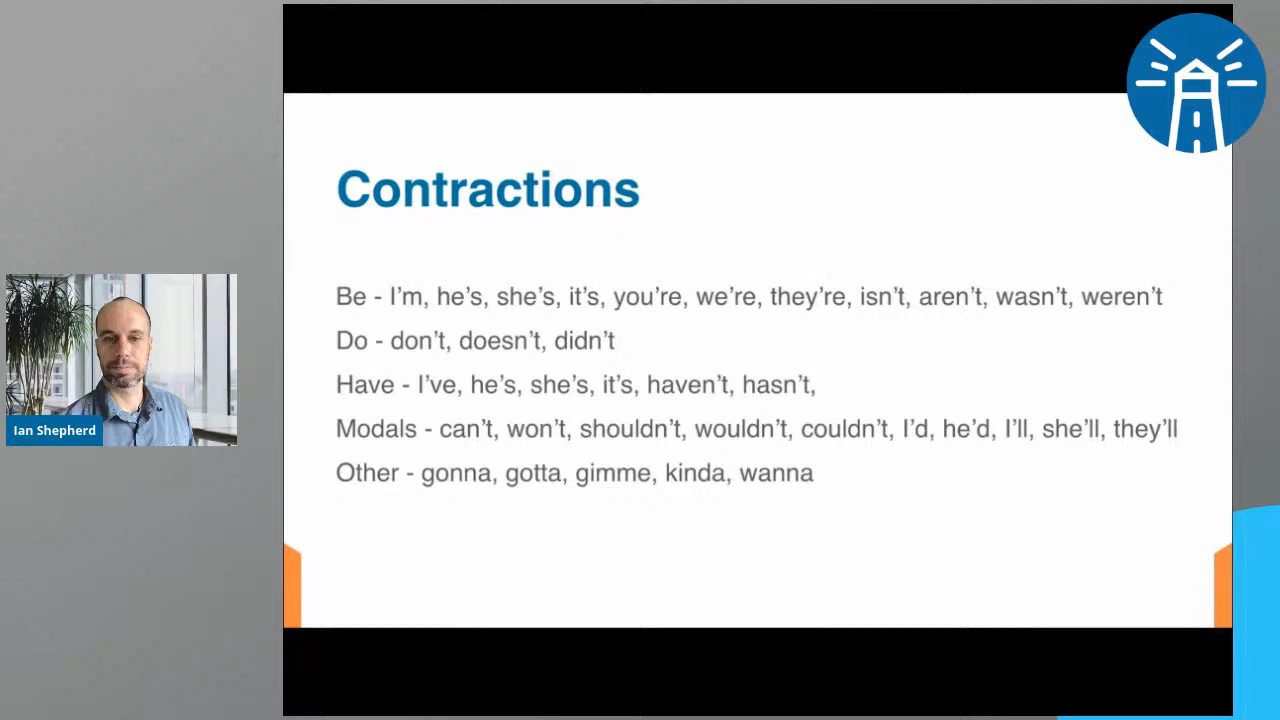 Contractions
Be - I’m, he’s, she’s, it’s, you’re, we’re, they’re, isn’t, aren’t, wasn’t, weren’t
Do - don’t, doesn’t, didn’t
Have - I’ve, he’s, she’s, it’s, haven’t, hasn’t,
Modals - can’t, won’t, shouldn’t, wouldn’t, couldn’t, I’d, he’d, I’ll, she’ll, they’ll
Other - gonna, gotta, gimme, kinda, wanna
Ian Shepherd